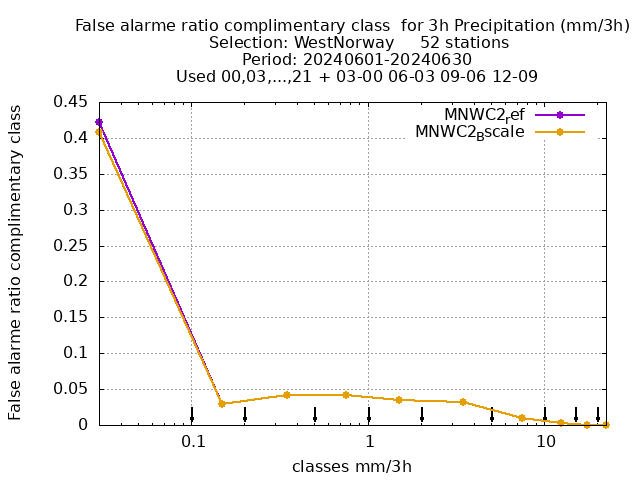 False alarme ratio complimentary class  for 3h Precipitation (mm/3h)
Selection: WestNorway     52 stations
Period: 20240601-20240630
Used 00,03,...,21 + 03-00 06-03 09-06 12-09
MNWC2ref
MNWC2Bscale
False alarme ratio complimentary class
0.45
0.4
0.35
0.3
0.25
0.2
0.15
0.1
0.05
0
0.1
1
10
classes mm/3h